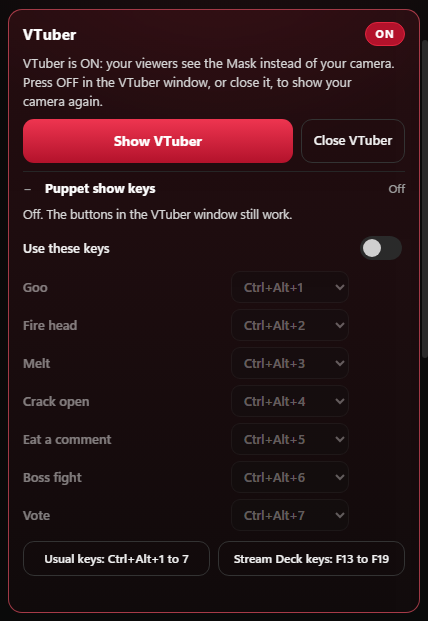 VTuber
ON
VTuber is ON: your viewers see the Mask instead of your camera.
Press OFF in the VTuber window, or close it, to show your
camera again.
Show VTuber
Close VTuber
– Puppet show keys
Off
Off. The buttons in the VTuber window still work.
Use these keys
Goo
Ctrl+Alt+1
Fire head
Ctrl+Alt+2
Melt
Ctrl+Alt+3
Crack open
Ctrl+Alt+4
Eat a comment
Ctrl+Alt+5
Boss fight
Ctrl+Alt+6
Vote
Ctrl+Alt+7
Usual keys: Ctrl+Alt+1 to 7
Stream Deck keys: F13 to F19